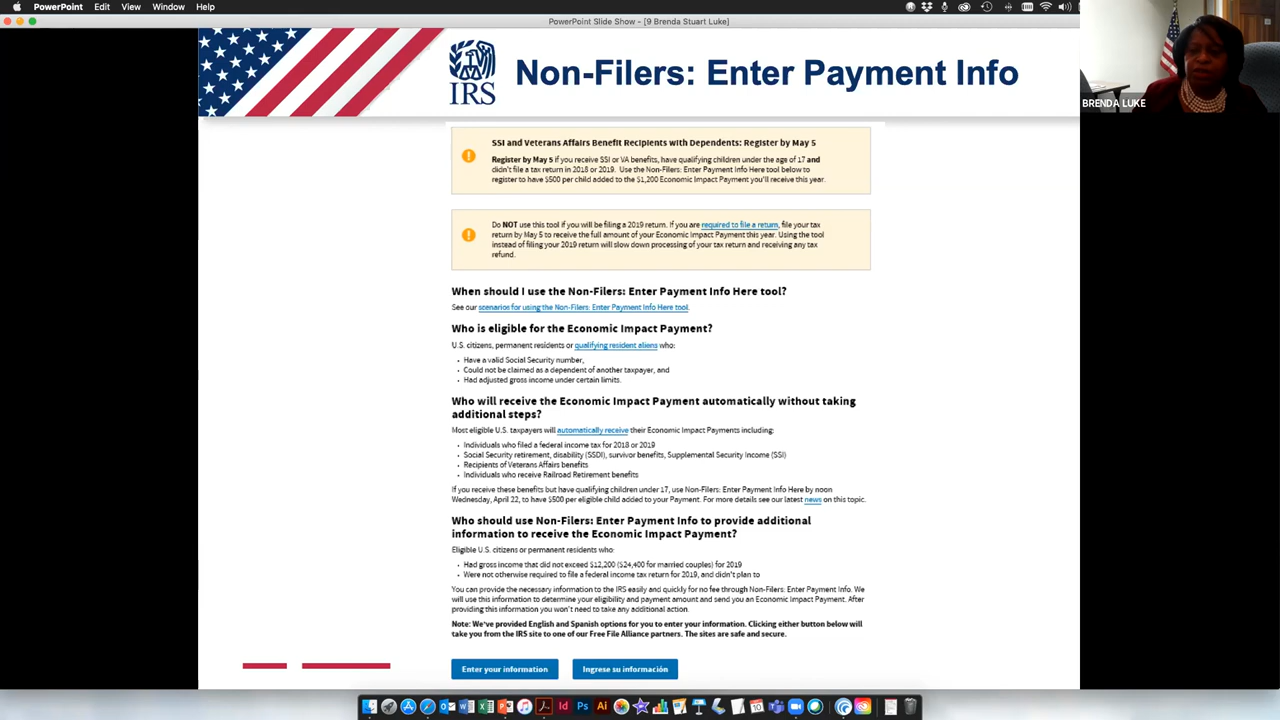 PowerPoint Edit View Window Help
PowerPoint Slide Show - [9 Brenda Stuart Luke]
IRS
Non-Filers: Enter Payment Info
BRENDA LUKE
SSI and Veterans Affairs Benefit Recipients with Dependents: Register by May 5
Register by May 5 if you receive SSI or VA benefits, have qualifying children under the age of 17 and
didn't file a tax return in 2018 or 2019. Use the Non-Filers: Enter Payment Info Here tool below to
register to have $500 per child added to the $1,200 Economic Impact Payment you'll receive this year.
Do NOT use this tool if you will be filing a 2019 return. If you are required to file a return, file your tax
return by May 5 to receive the full amount of your Economic Impact Payment this year. Using the tool
instead of filing your 2019 return will slow down processing of your tax return and receiving any tax
refund.
When should I use the Non-Filers: Enter Payment Info Here tool?
See our scenarios for using the Non-Filers: Enter Payment Info Here tool.
Who is eligible for the Economic Impact Payment?
U.S. citizens, permanent residents or qualifying resident aliens who:
• Have a valid Social Security number,
• Could not be claimed as a dependent of another taxpayer, and
• Had adjusted gross income under certain limits.
Who will receive the Economic Impact Payment automatically without taking
additional steps?
Most eligible U.S. taxpayers will automatically receive their Economic Impact Payments including:
• Individuals who filed a federal income tax for 2018 or 2019
• Social Security retirement, disability (SSDI), survivor benefits, Supplemental Security Income (SSI)
• Recipients of Veterans Affairs benefits
• Individuals who receive Railroad Retirement benefits
If you receive these benefits but have qualifying children under 17, use Non-Filers: Enter Payment Info Here by noon
Wednesday, April 22, to have $500 per eligible child added to your Payment. For more details see our latest news on this topic.
Who should use Non-Filers: Enter Payment Info to provide additional
information to receive the Economic Impact Payment?
Eligible U.S. citizens or permanent residents who:
• Had gross income that did not exceed $12,200 ($24,400 for married couples) for 2019
• Were not otherwise required to file a federal income tax return for 2019, and didn't plan to
You can provide the necessary information to the IRS easily and quickly for no fee through Non-Filers: Enter Payment Info. We
will use this information to determine your eligibility and payment amount and send you an Economic Impact Payment. After
providing this information you won't need to take any additional action.
Note: We've provided English and Spanish options for you to enter your information. Clicking either button below will
take you from the IRS site to one of our Free File Alliance partners. The sites are safe and secure.
Enter your information Ingrese su información
Id Ps Ai